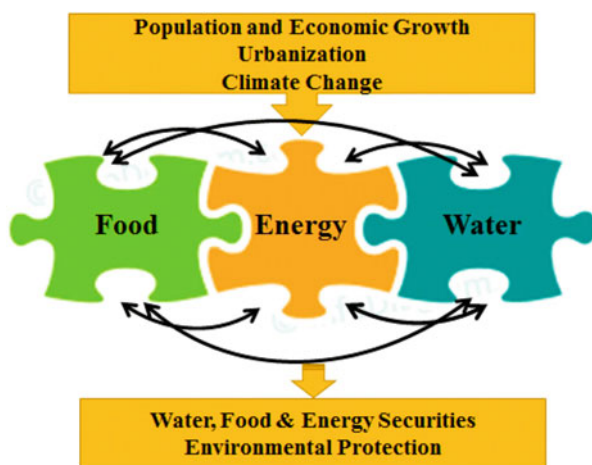 Population and Economic Growth
Urbanization
Climate Change
Food
Energy
Water
Water, Food & Energy Securities
Environmental Protection